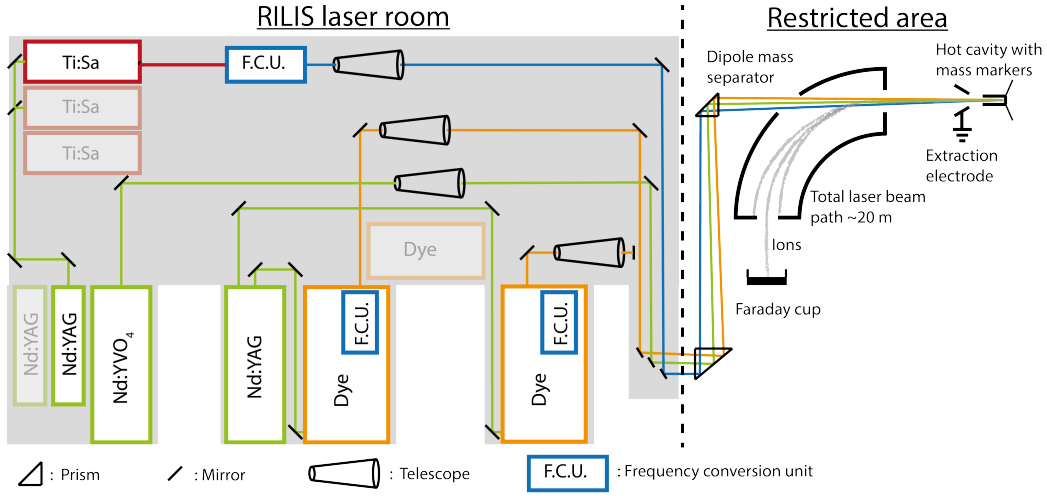 RILIS laser room
Restricted area
Ti:Sa
F.C.U.
Ti:Sa
Ti:Sa
Dipole mass
separator
Hot cavity with
mass markers
Extraction
electrode
Total laser beam
path ~20 m
Ions
Faraday cup
Dye
Nd:YAG
Nd:YAG
Nd:YVO4
Nd:YAG
Dye
F.C.U.
Dye
F.C.U.
: Prism
: Mirror
: Telescope
F.C.U.
: Frequency conversion unit